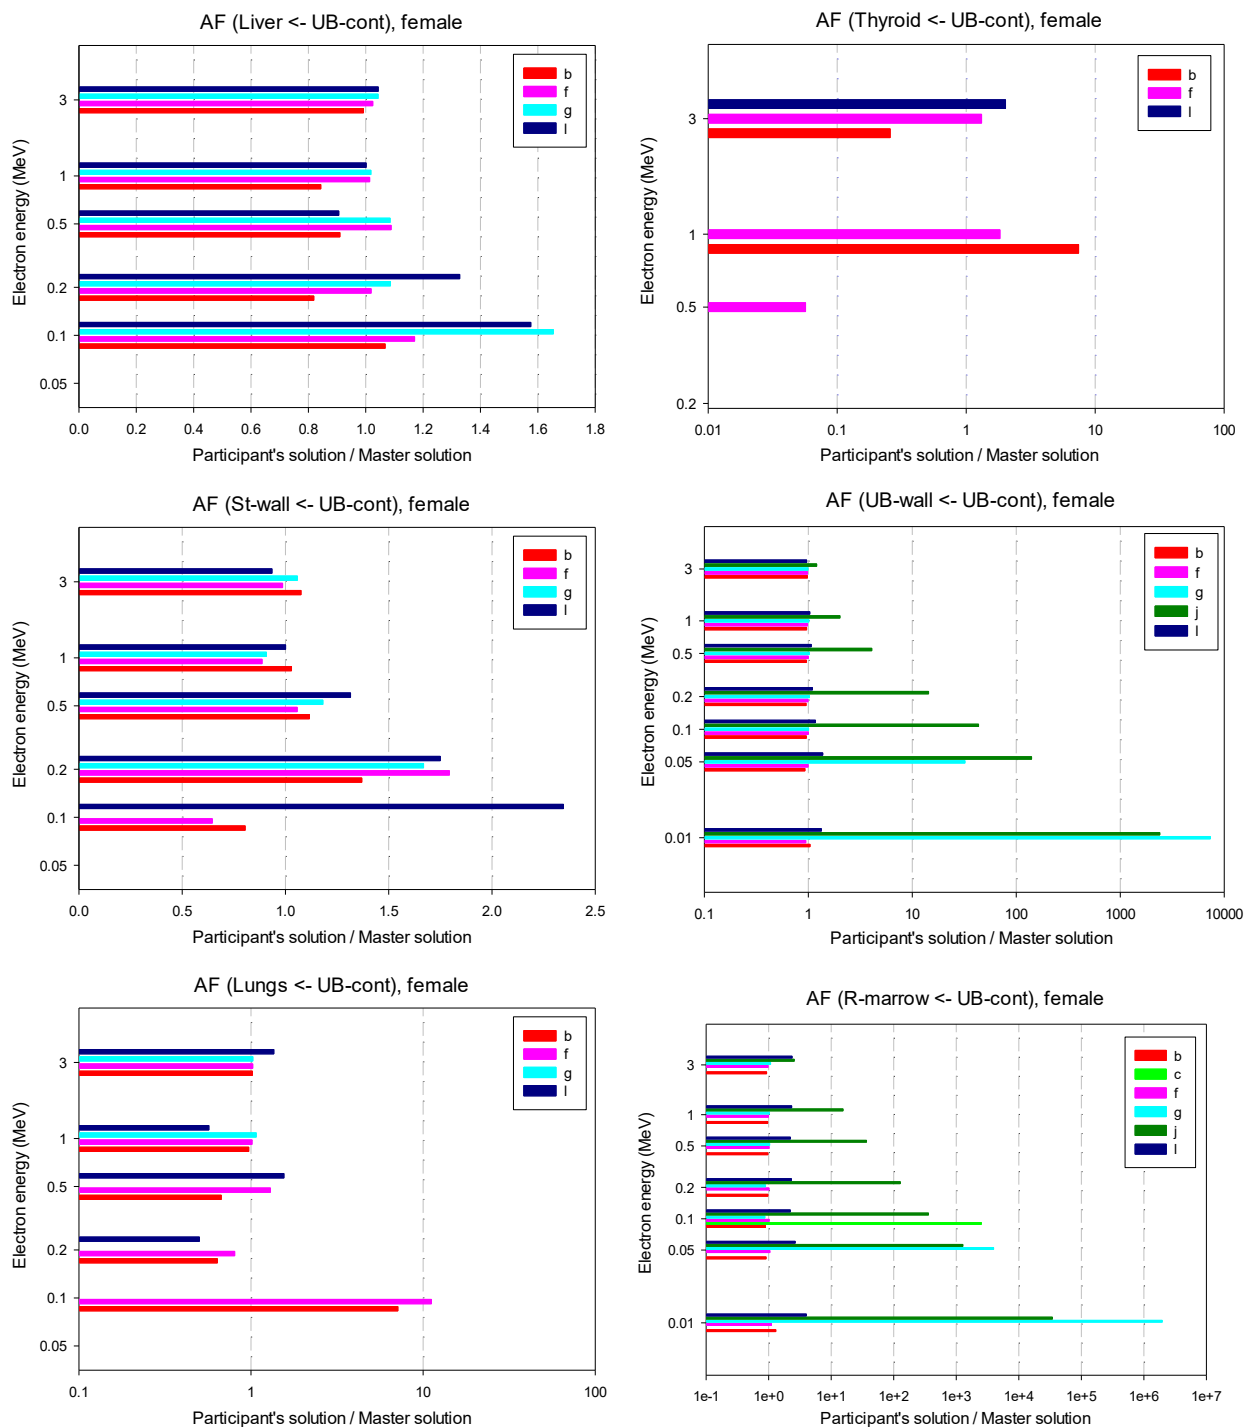 AF (Liver <- UB-cont), female
b
f
g
l
Electron energy (MeV)
3
1
0.5
0.2
0.1
0.05
0.0 0.2 0.4 0.6 0.8 1.0 1.2 1.4 1.6 1.8
Participant's solution / Master solution
AF (Thyroid <- UB-cont), female
b
f
l
Electron energy (MeV)
3
1
0.5
0.2
0.01 0.1 1 10 100
Participant's solution / Master solution
AF (St-wall <- UB-cont), female
b
f
g
l
Electron energy (MeV)
3
1
0.5
0.2
0.1
0.05
0.0 0.5 1.0 1.5 2.0 2.5
Participant's solution / Master solution
AF (UB-wall <- UB-cont), female
b
f
g
j
l
Electron energy (MeV)
3
1
0.5
0.2
0.1
0.05
0.01
0.1 1 10 100 1000 10000
Participant's solution / Master solution
AF (Lungs <- UB-cont), female
b
f
g
l
Electron energy (MeV)
3
1
0.5
0.2
0.1
0.05
0.1 1 10 100
Participant's solution / Master solution
AF (R-marrow <- UB-cont), female
b
c
f
g
j
l
Electron energy (MeV)
3
1
0.5
0.2
0.1
0.05
0.01
1e-1 1e+0 1e+1 1e+2 1e+3 1e+4 1e+5 1e+6 1e+7
Participant's solution / Master solution